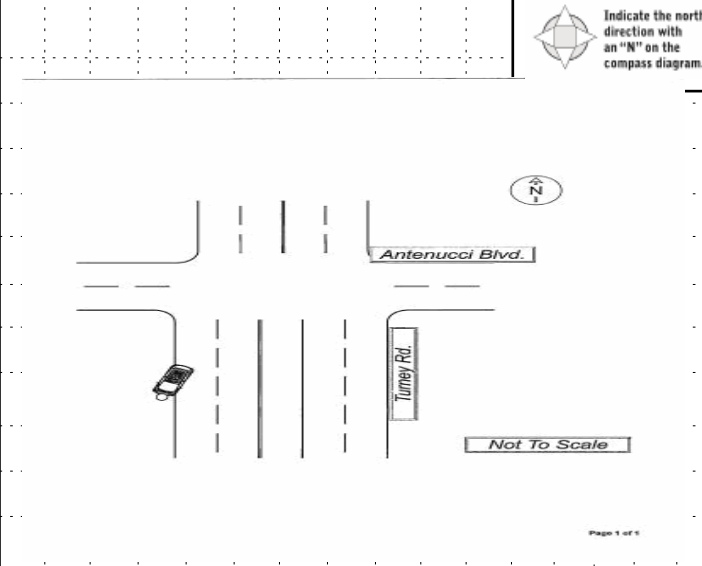 Indicate the north
direction with
an "N" on the
compass diagram.
N
Antenucci Blvd.
Turney Rd.
Not To Scale
Page 1 of 1